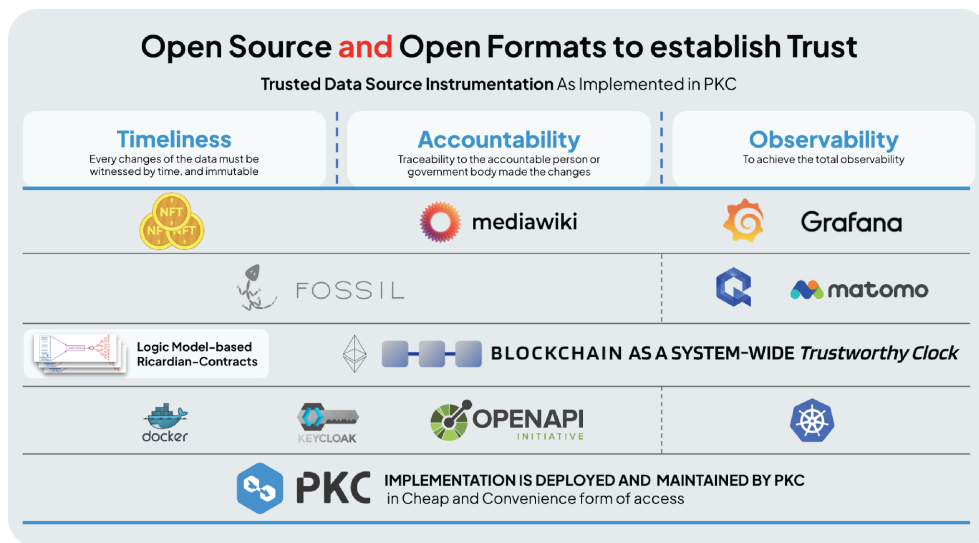 Open Source and Open Formats to establish Trust
Trusted Data Source Instrumentation As Implemented in PKC
Timeliness
Every changes of the data must be
witnessed by time, and immutable
Accountability
Traceability to the accountable person or
government body made the changes
Observability
To achieve the total observability
NFT
NFT
NFT
mediawiki
Grafana
FOSSIL
matomo
Logic Model-based
Ricardian-Contracts
BLOCKCHAIN AS A SYSTEM-WIDE Trustworthy Clock
docker
KEYCLOAK
OPENAPI
INITIATIVE
PKC
IMPLEMENTATION IS DEPLOYED AND MAINTAINED BY PKC
in Cheap and Convenience form of access